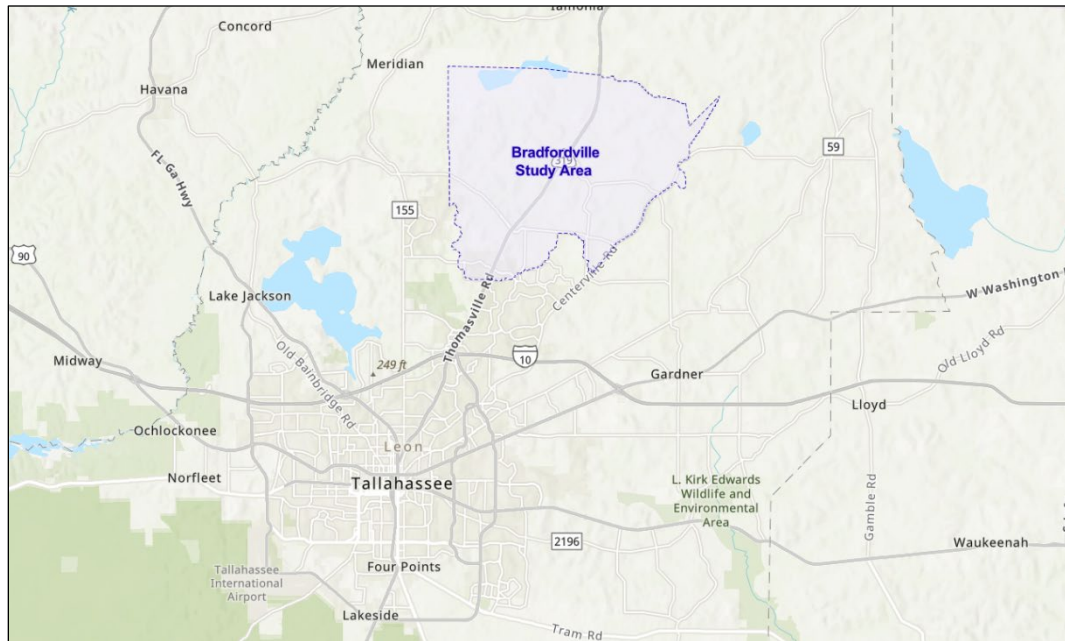 Iamonia
Concord
Meridian
Havana
FL Ga Hwy
Bradfordville
Study Area
319
59
155
90
Centerville Rd
Thomasville Rd
W Washington
Lake Jackson
Old Bainbridge Rd
249 ft
10
Old Lloyd Rd
Midway
Gardner
Lloyd
Ochlockonee
Leon
Norfleet
Tallahassee
L. Kirk Edwards
Wildlife and
Environmental
Area
Gamble Rd
2196
Waukeenah
Tallahassee
International
Airport
Four Points
Lakeside
Tram Rd